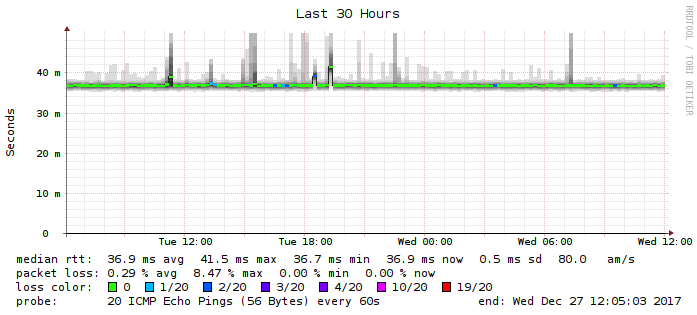 Last 30 Hours
RRDTOOL / TOBI OETIKER
Seconds
40 m
30 m
20 m
10 m
0
Tue 12:00 Tue 18:00 Wed 00:00 Wed 06:00 Wed 12:00
median rtt: 36.9 ms avg 41.5 ms max 36.7 ms min 36.9 ms now 0.5 ms sd 80.0 am/s
packet loss: 0.29 % avg 8.47 % max 0.00 % min 0.00 % now
loss color: 0 1/20 2/20 3/20 4/20 10/20 19/20
probe: 20 ICMP Echo Pings (56 Bytes) every 60s end: Wed Dec 27 12:05:03 2017